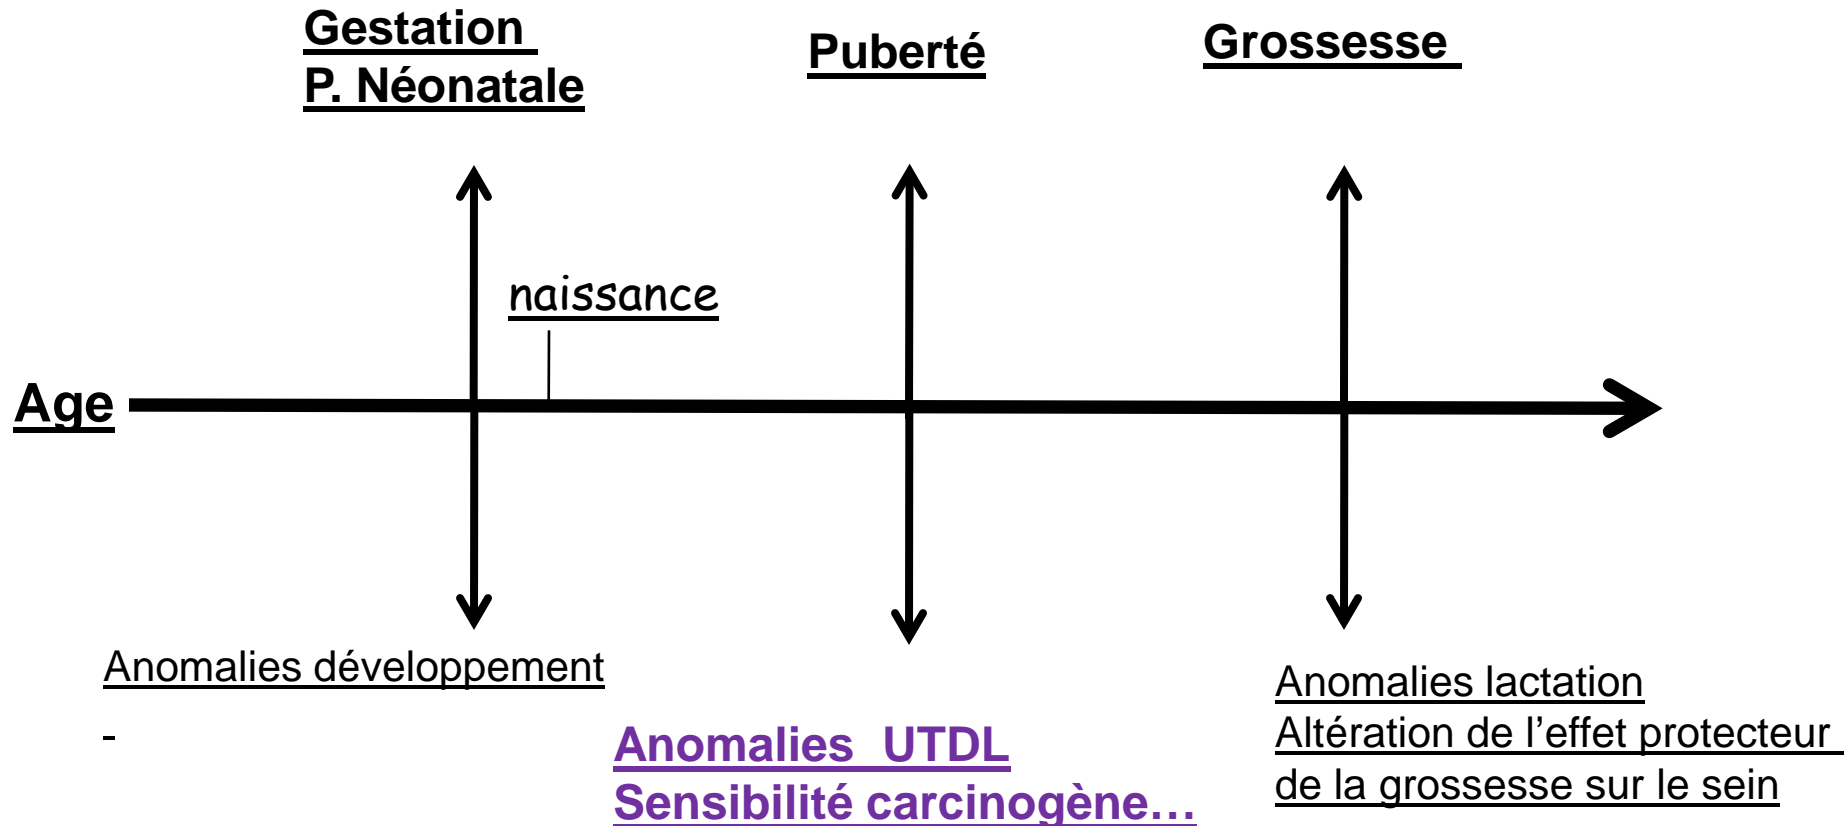 Gestation
P. Néonatale
Puberté
Grossesse
naissance
Age
Anomalies développement
-
Anomalies UTDL
Sensibilité carcinogène…
Anomalies lactation
Altération de l’effet protecteur
de la grossesse sur le sein